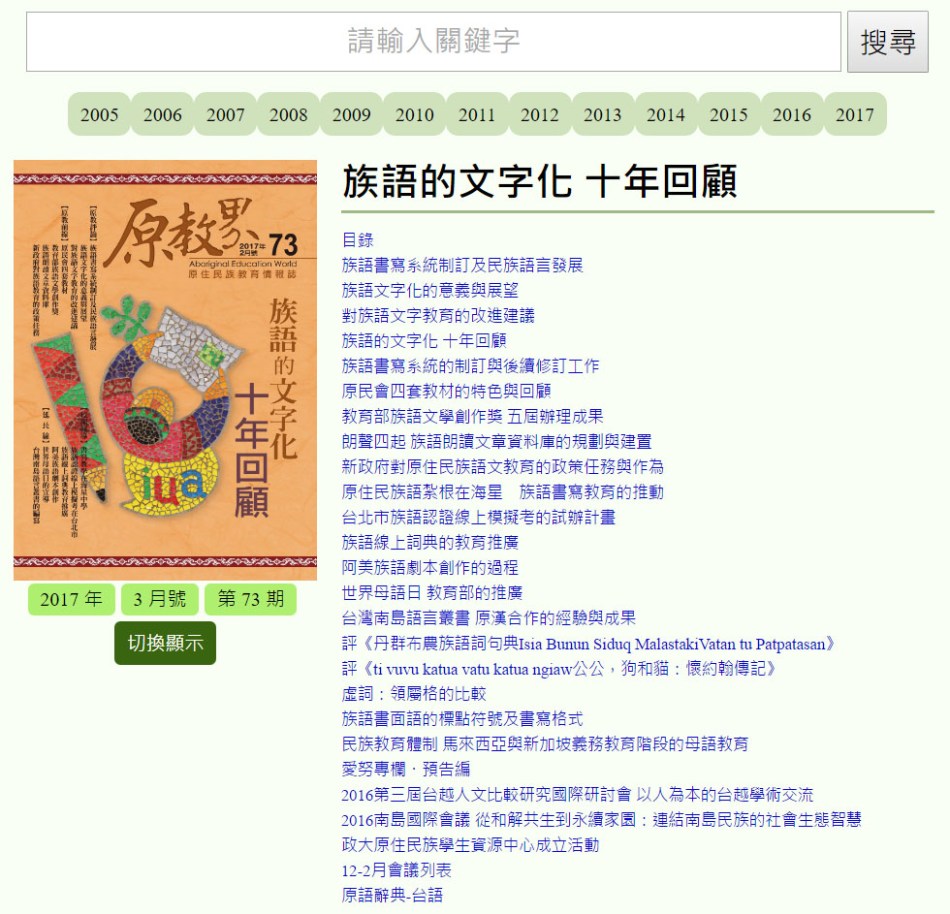 請輸入關鍵字
搜尋
2005 2006 2007 2008 2009 2010 2011 2012 2013 2014 2015 2016 2017
族語的文字化 十年回顧
原教界
2017年
2月號
73
Aboriginal Education World
原住民族教育情報誌
族語的文字化
十年回顧
iua
2017 年
3 月號
第 73 期
切換顯示
目錄
族語書寫系統制訂及民族語言發展
族語文字化的意義與展望
對族語文字教育的改進建議
族語的文字化 十年回顧
族語書寫系統的制訂與後續修訂工作
原民會四套教材的特色與回顧
教育部族語文學創作獎 五屆辦理成果
朗聲四起 族語朗讀文章資料庫的規劃與建置
新政府對原住民族語文教育的政策任務與作為
原住民族語紮根在海星　族語書寫教育的推動
台北市族語認證線上模擬考的試辦計畫
族語線上詞典的教育推廣
阿美族語劇本創作的過程
世界母語日 教育部的推廣
台灣南島語言叢書 原漢合作的經驗與成果
評《丹群布農族語詞句典Isia Bunun Siduq MalastakiVatan tu Patpatasan》
評《ti vuvu katua vatu katua ngiaw公公，狗和貓：懷約翰傳記》
虛詞：領屬格的比較
族語書面語的標點符號及書寫格式
民族教育體制 馬來西亞與新加坡義務教育階段的母語教育
愛努專欄．預告編
2016第三屆台越人文比較研究國際研討會 以人為本的台越學術交流
2016南島國際會議 從和解共生到永續家園：連結南島民族的社會生態智慧
政大原住民族學生資源中心成立活動
12-2月會議列表
原語辭典-台語